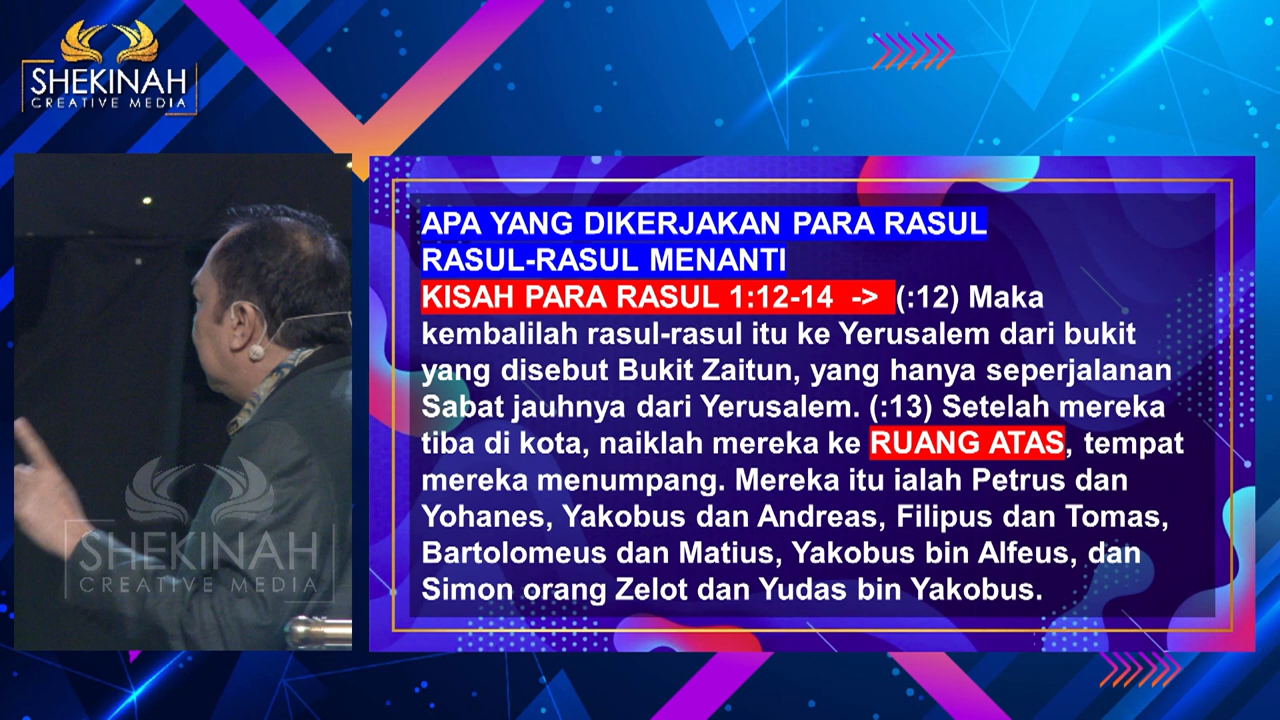 SHEKINAH
CREATIVE MEDIA
APA YANG DIKERJAKAN PARA RASUL
RASUL-RASUL MENANTI
KISAH PARA RASUL 1:12-14 -> (:12) Maka
kembalilah rasul-rasul itu ke Yerusalem dari bukit
yang disebut Bukit Zaitun, yang hanya seperjalanan
Sabat jauhnya dari Yerusalem. (:13) Setelah mereka
tiba di kota, naiklah mereka ke RUANG ATAS, tempat
mereka menumpang. Mereka itu ialah Petrus dan
Yohanes, Yakobus dan Andreas, Filipus dan Tomas,
Bartolomeus dan Matius, Yakobus bin Alfeus, dan
Simon orang Zelot dan Yudas bin Yakobus.
SHEKINAH
CREATIVE MEDIA